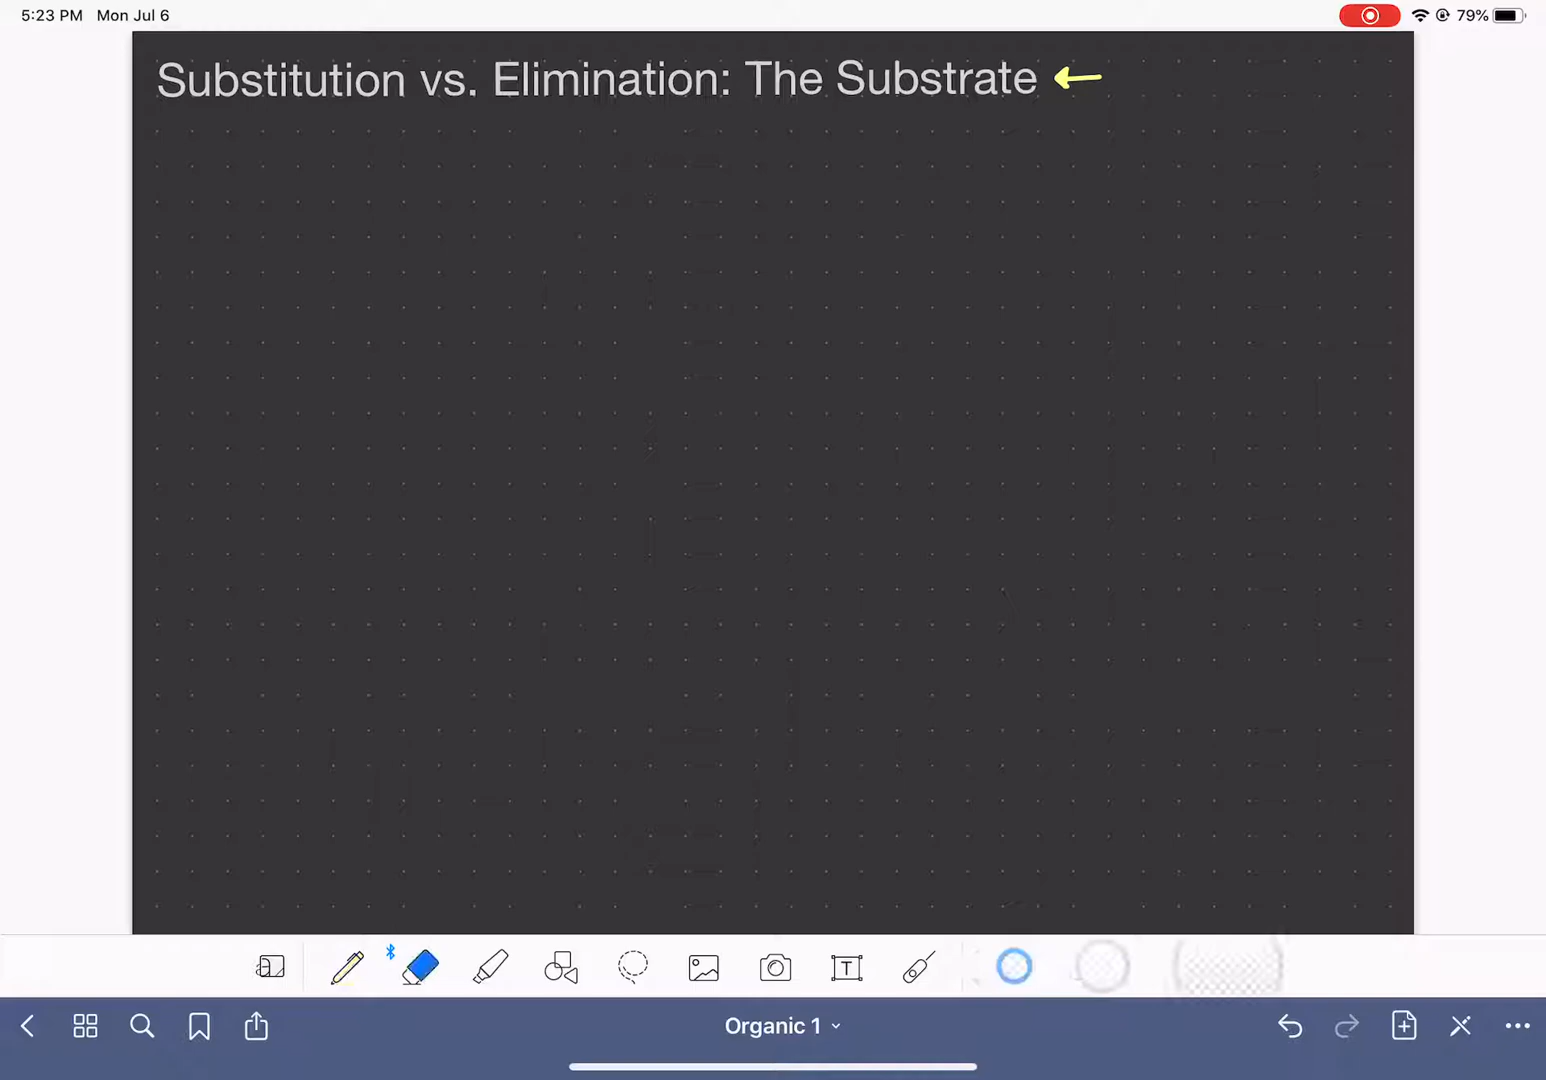 5:23 PM Mon Jul 6
79%
Substitution vs. Elimination: The Substrate
T
Organic 1